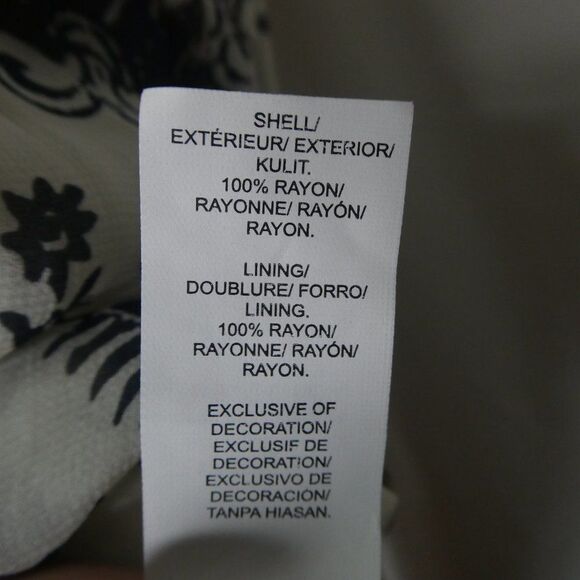 SHELL/
EXTÉRIEUR/ EXTERIOR/
KULIT.
100% RAYON/
RAYONNE/ RAYÓN/
RAYON.
LINING/
DOUBLURE/ FORRO/
LINING.
100% RAYON/
RAYONNE/ RAYÓN/
RAYON.
EXCLUSIVE OF
DECORATION/
EXCLUSIF DE
DECORATION/
EXCLUSIVO DE
DECORACIÓN/
TANPA HIASAN.